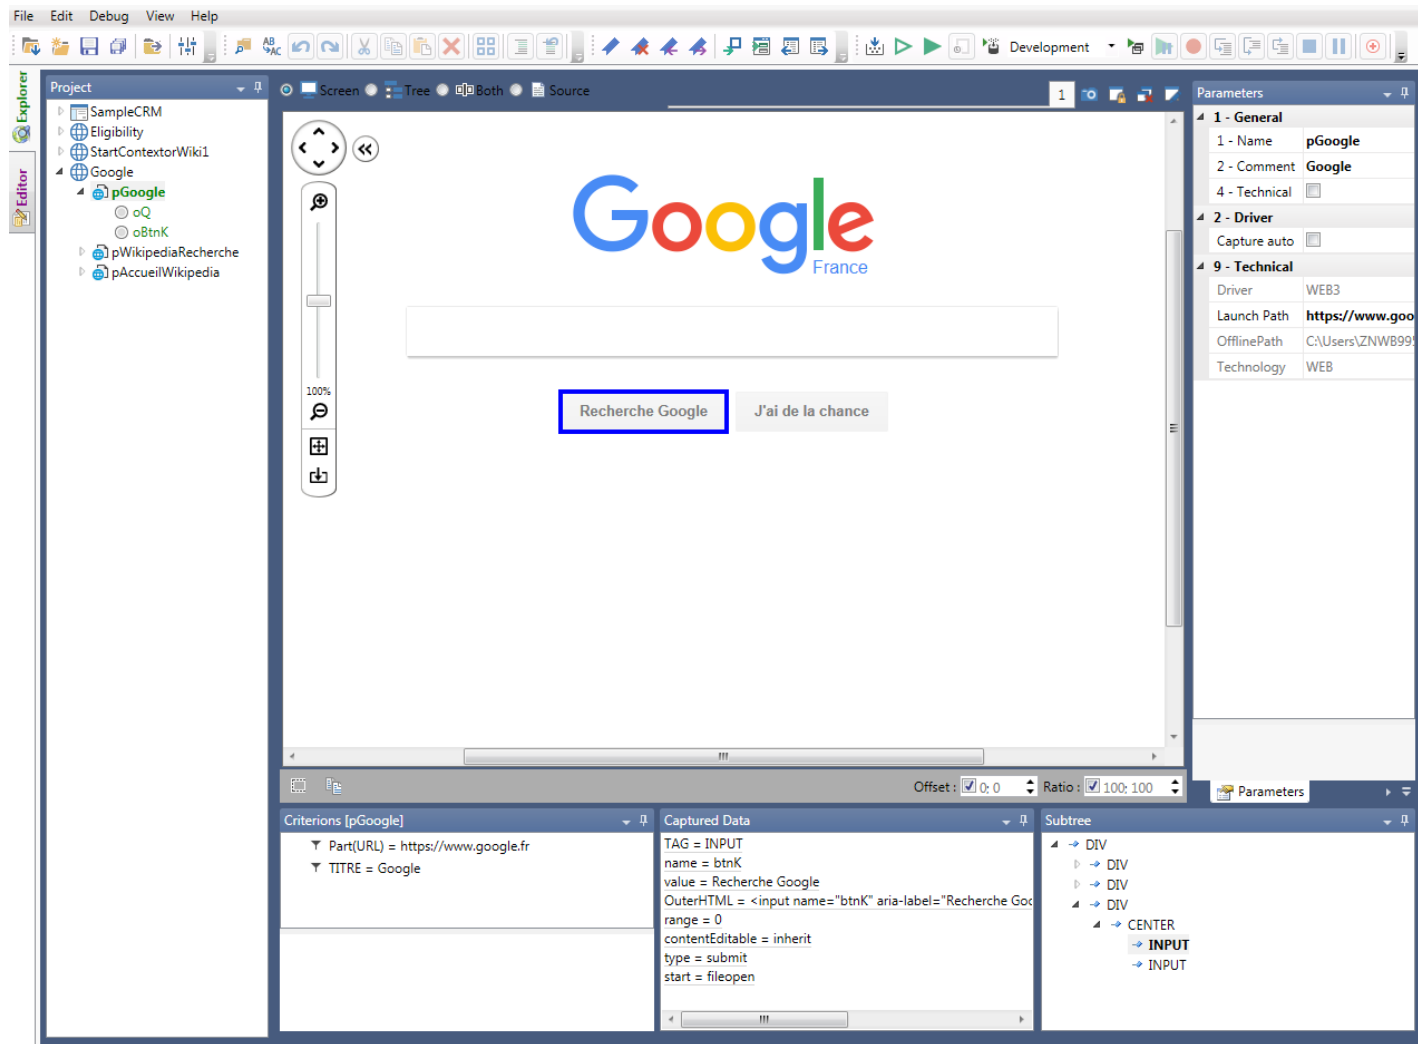 File Edit Debug View Help
AB
AC
Development
Explorer
Editor
Project
SampleCRM
Eligibility
StartContextorWiki1
Google
pGoogle
oQ
oBtnK
pWikipediaRecherche
pAccueilWikipedia
Screen Tree Both Source
1
100%
Google
France
Recherche Google J'ai de la chance
Offset : 0; 0 Ratio : 100; 100
Parameters
1 - General
1 - Name pGoogle
2 - Comment Google
4 - Technical
2 - Driver
Capture auto
9 - Technical
Driver WEB3
Launch Path https://www.goo
OfflinePath C:\Users\ZNWB99
Technology WEB
Parameters
Criterions [pGoogle]
Part(URL) = https://www.google.fr
TITRE = Google
Captured Data
TAG = INPUT
name = btnK
value = Recherche Google
OuterHTML = <input name="btnK" aria-label="Recherche Goo
range = 0
contentEditable = inherit
type = submit
start = fileopen
Subtree
DIV
DIV
DIV
DIV
CENTER
INPUT
INPUT